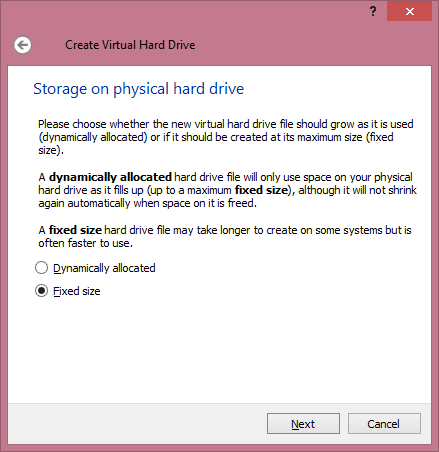 ?
Create Virtual Hard Drive
Storage on physical hard drive
Please choose whether the new virtual hard drive file should grow as it is used
(dynamically allocated) or if it should be created at its maximum size (fixed
size).
A dynamically allocated hard drive file will only use space on your physical
hard drive as it fills up (up to a maximum fixed size), although it will not shrink
again automatically when space on it is freed.
A fixed size hard drive file may take longer to create on some systems but is
often faster to use.
Dynamically allocated
Fixed size
Next Cancel